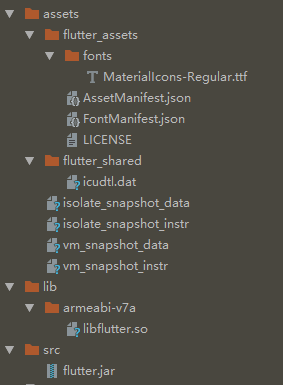 assets
flutter_assets
fonts
MaterialIcons-Regular.ttf
AssetManifest.json
FontManifest.json
LICENSE
flutter_shared
icudtl.dat
isolate_snapshot_data
isolate_snapshot_instr
vm_snapshot_data
vm_snapshot_instr
lib
armeabi-v7a
libflutter.so
src
flutter.jar